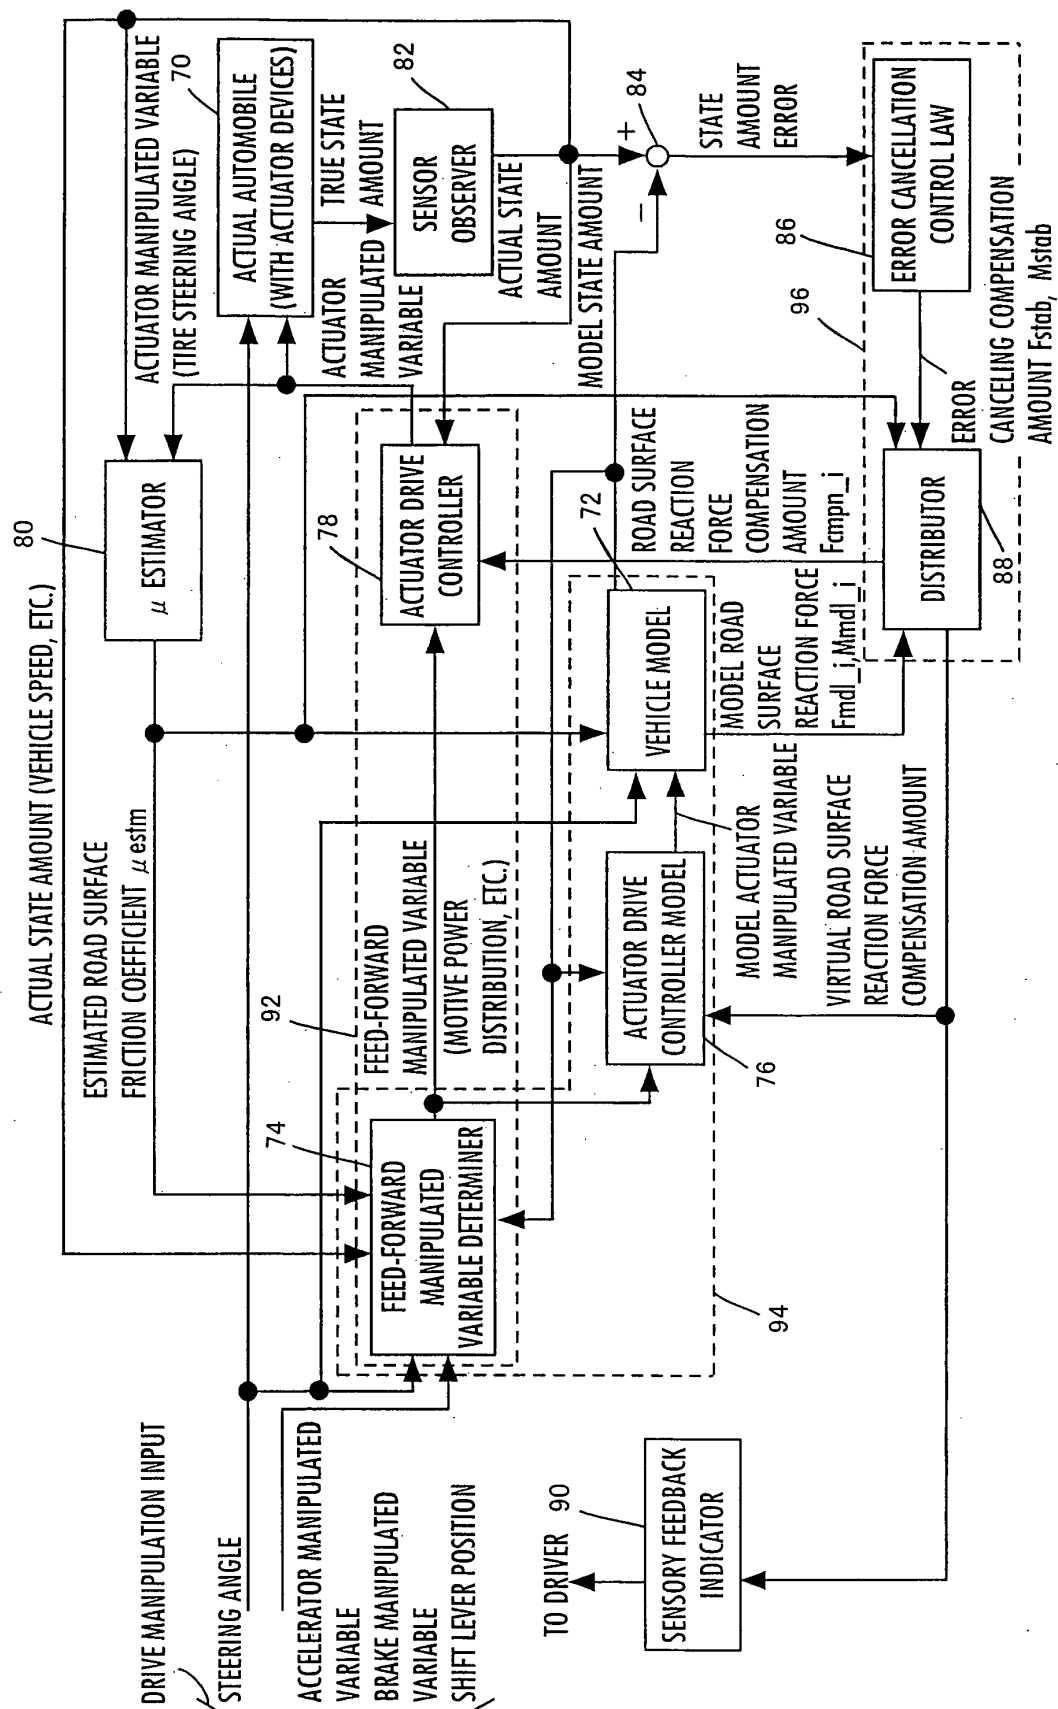 DRIVE MANIPULATION INPUT
STEERING ANGLE
ACCELERATOR MANIPULATED
VARIABLE
BRAKE MANIPULATED
VARIABLE
SHIFT LEVER POSITION
ACTUAL STATE AMOUNT (VEHICLE SPEED, ETC.)
ESTIMATED ROAD SURFACE
FRICTION COEFFICIENT μestm
80
μ ESTIMATOR
ACTUATOR MANIPULATED VARIABLE
(TIRE STEERING ANGLE)
70
ACTUAL AUTOMOBILE
(WITH ACTUATOR DEVICES)
TRUE STATE
AMOUNT
ACTUATOR
MANIPULATED
VARIABLE
82
SENSOR
OBSERVER
ACTUAL STATE
AMOUNT
92
FEED-FORWARD
MANIPULATED VARIABLE
(MOTIVE POWER
DISTRIBUTION, ETC.)
74
FEED-FORWARD
MANIPULATED
VARIABLE DETERMINER
78
ACTUATOR DRIVE
CONTROLLER
MODEL STATE AMOUNT
+
-
84
STATE
AMOUNT
ERROR
72
VEHICLE MODEL
ROAD SURFACE
REACTION
FORCE
COMPENSATION
AMOUNT
Fcmpn_i
MODEL ROAD
SURFACE
REACTION FORCE
Fmdl_i,Mmdl_i
ACTUATOR DRIVE
CONTROLLER MODEL
76
MODEL ACTUATOR
MANIPULATED VARIABLE
94
VIRTUAL ROAD SURFACE
REACTION FORCE
COMPENSATION AMOUNT
86
ERROR CANCELLATION
CONTROL LAW
96
ERROR
CANCELING COMPENSATION
AMOUNT Fstab, Mstab
DISTRIBUTOR
88
TO DRIVER
90
SENSORY FEEDBACK
INDICATOR